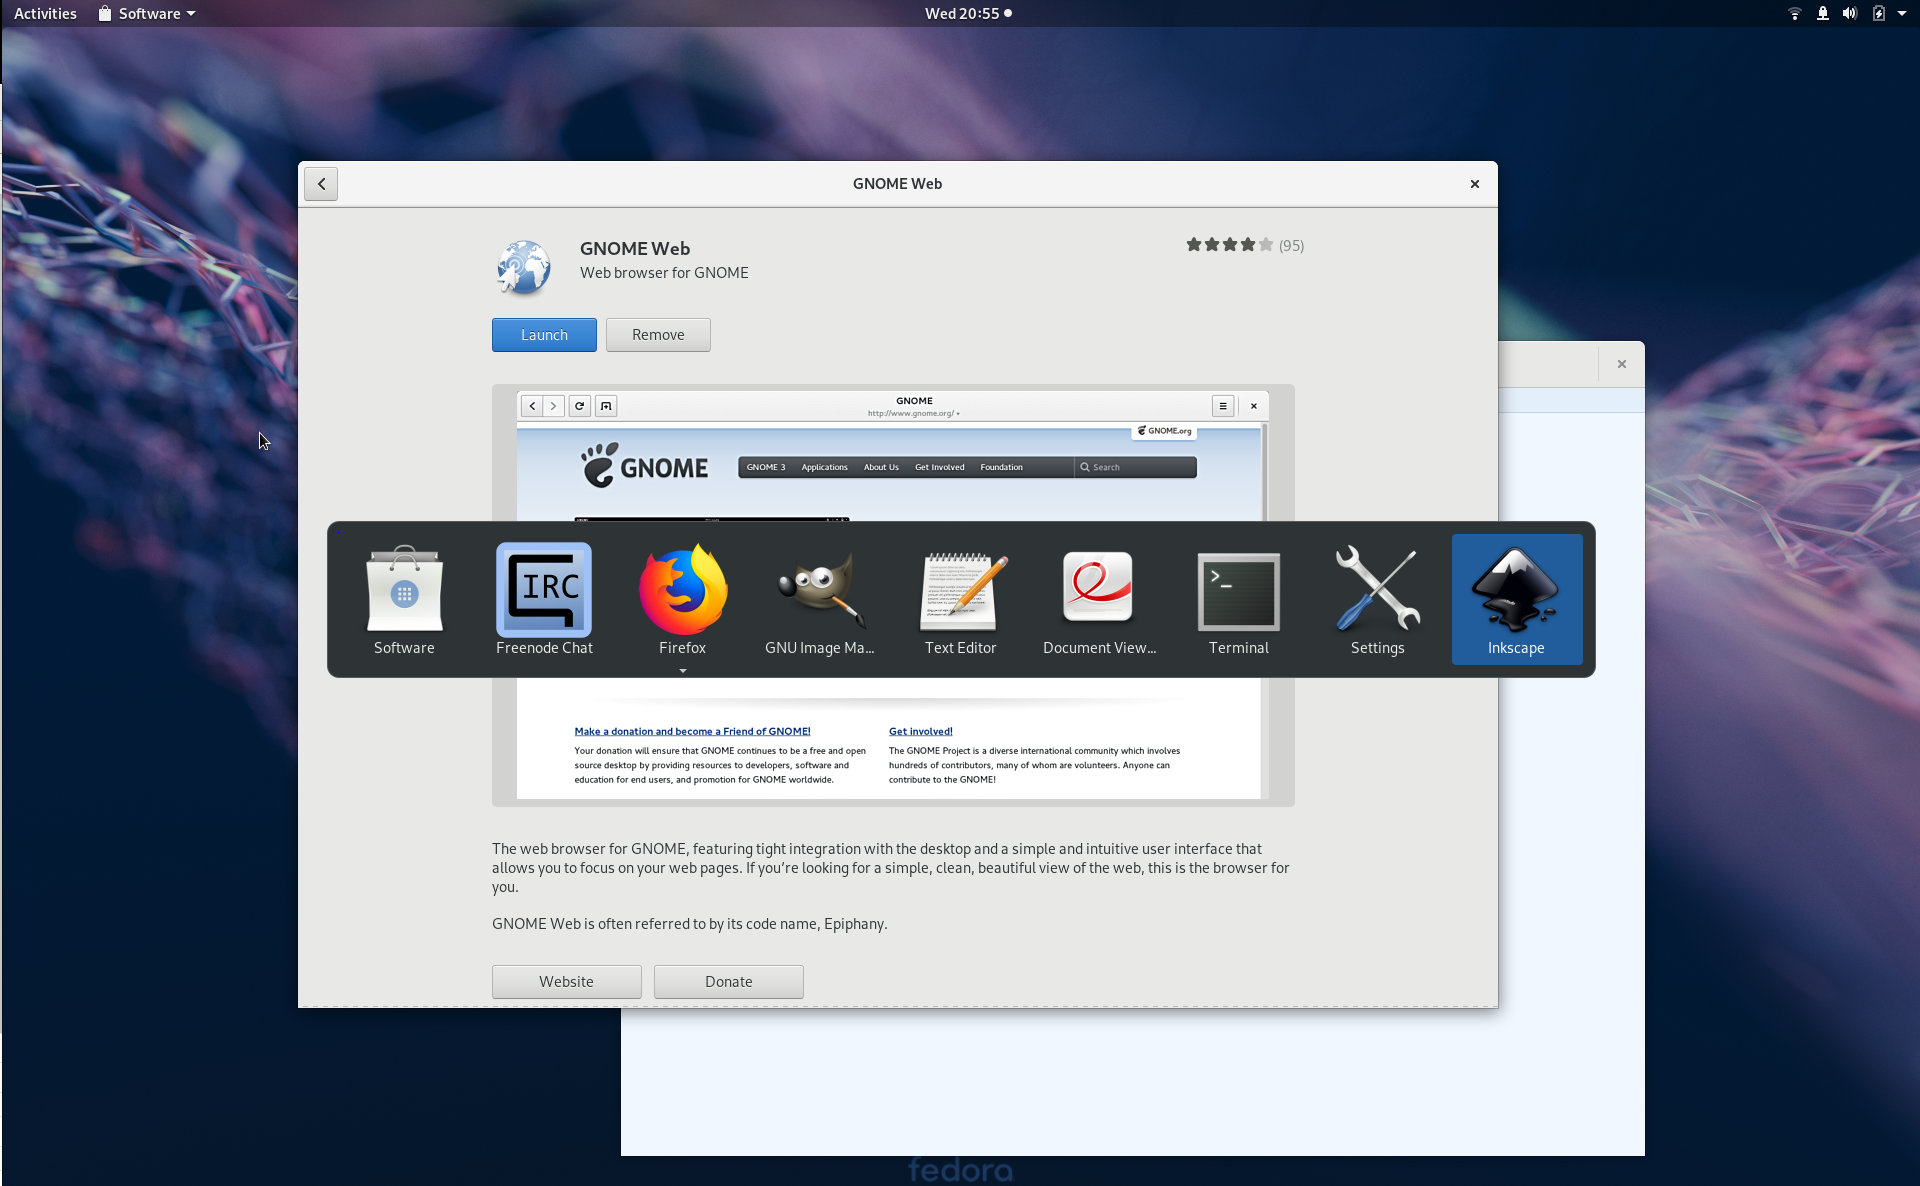 Activities
Software
Wed 20:55
GNOME Web
GNOME Web
Web browser for GNOME
(95)
Launch
Remove
GNOME
http://www.gnome.org/
GNOME.org
GNOME
GNOME 3 Applications About Us Get Involved Foundation Search
IRC
>_
Software
Freenode Chat
Firefox
GNU Image Ma...
Text Editor
Document View...
Terminal
Settings
Inkscape
Make a donation and become a Friend of GNOME!
Your donation will ensure that GNOME continues to be a free and open
source desktop by providing resources to developers, software and
education for end users, and promotion for GNOME worldwide.
Get involved!
The GNOME Project is a diverse international community which involves
hundreds of contributors, many of whom are volunteers. Anyone can
contribute to the GNOME!
The web browser for GNOME, featuring tight integration with the desktop and a simple and intuitive user interface that
allows you to focus on your web pages. If you’re looking for a simple, clean, beautiful view of the web, this is the browser for
you.
GNOME Web is often referred to by its code name, Epiphany.
Website
Donate
fedora